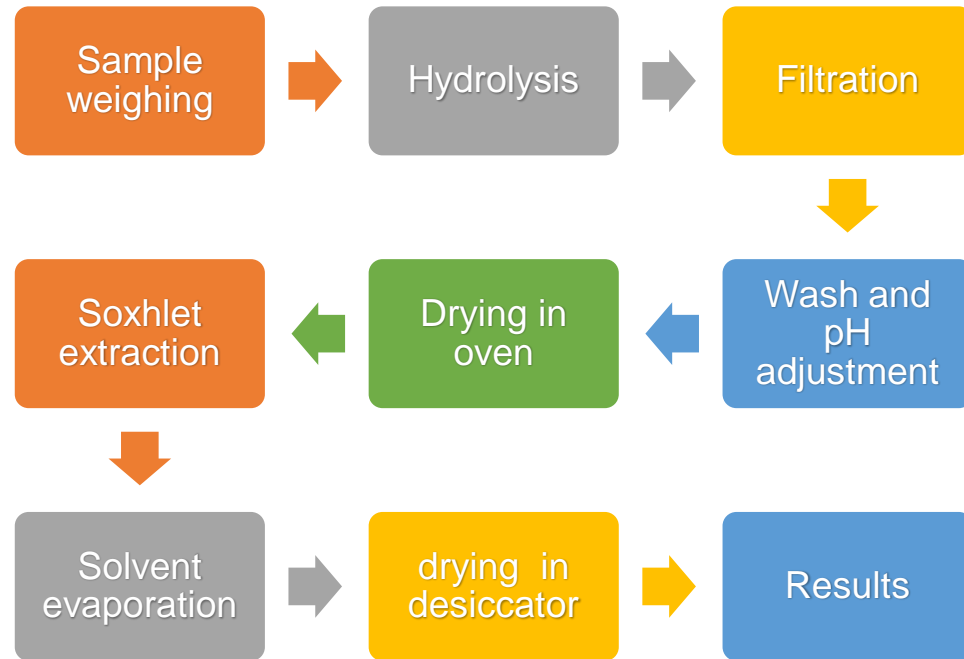 Sample
weighing
Hydrolysis
Filtration
Wash and
pH
adjustment
Drying in
oven
Soxhlet
extraction
Solvent
evaporation
drying  in
desiccator
Results